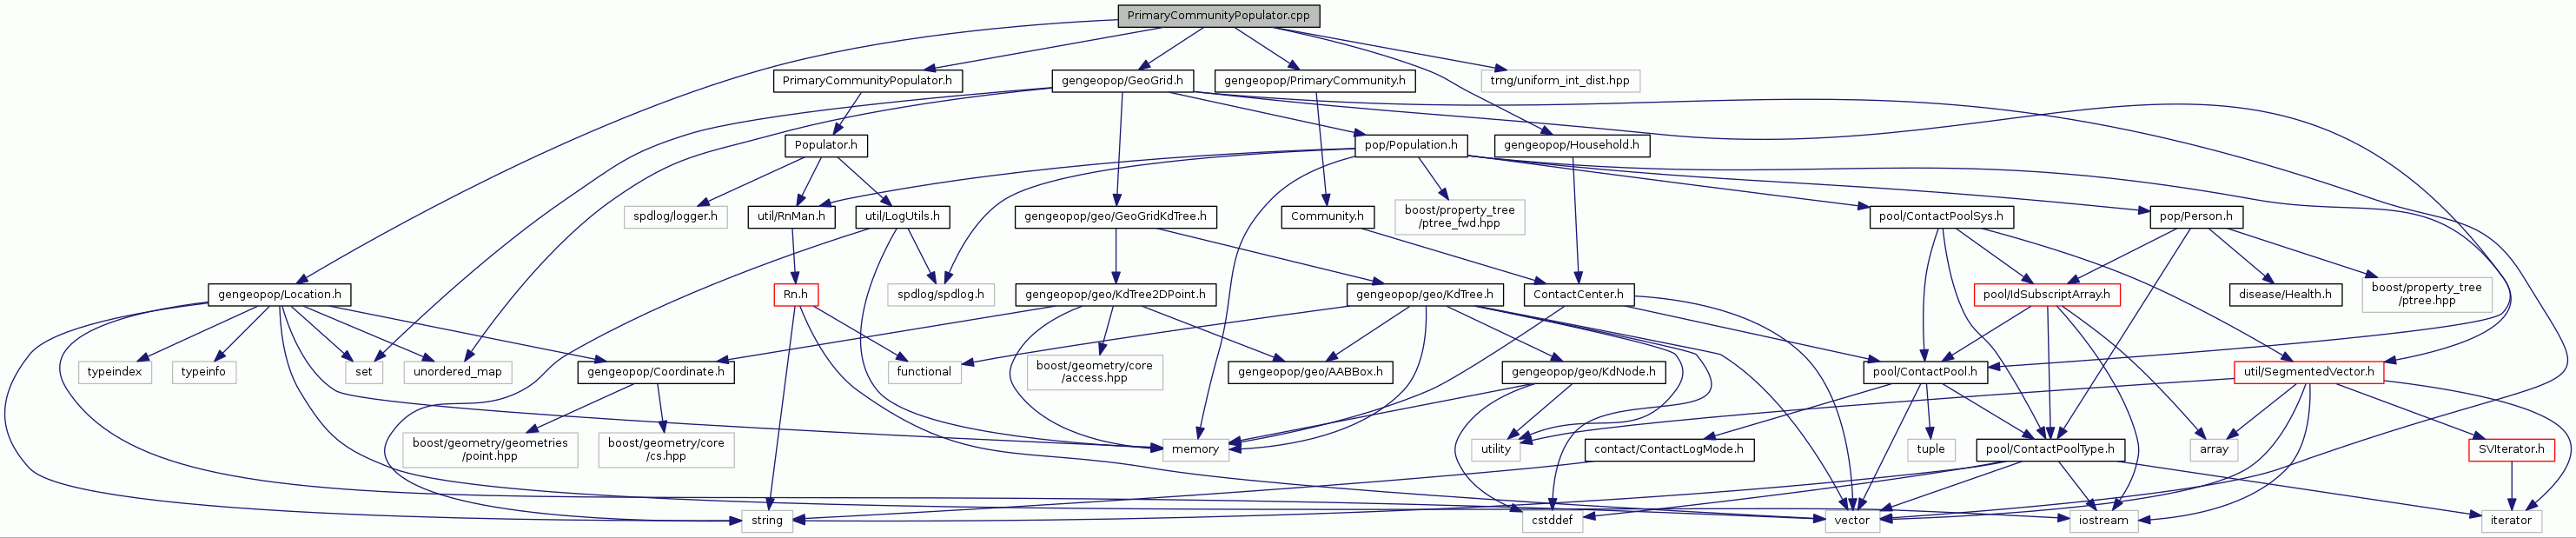 PrimaryCommunityPopulator.cpp
PrimaryCommunityPopulator.h
gengeopop/GeoGrid.h
gengeopop/PrimaryCommunity.h
trng/uniform_int_dist.hpp
Populator.h
pop/Population.h
gengeopop/Household.h
spdlog/logger.h
util/RnMan.h
util/LogUtils.h
gengeopop/geo/GeoGridKdTree.h
Community.h
boost/property_tree
/ptree_fwd.hpp
pool/ContactPoolSys.h
pop/Person.h
gengeopop/Location.h
Rn.h
spdlog/spdlog.h
gengeopop/geo/KdTree2DPoint.h
gengeopop/geo/KdTree.h
ContactCenter.h
pool/IdSubscriptArray.h
disease/Health.h
boost/property_tree
/ptree.hpp
typeindex
typeinfo
set
unordered_map
gengeopop/Coordinate.h
functional
boost/geometry/core
/access.hpp
gengeopop/geo/AABBox.h
gengeopop/geo/KdNode.h
pool/ContactPool.h
util/SegmentedVector.h
boost/geometry/geometries
/point.hpp
boost/geometry/core
/cs.hpp
memory
utility
contact/ContactLogMode.h
tuple
pool/ContactPoolType.h
array
SVIterator.h
string
cstddef
vector
iostream
iterator